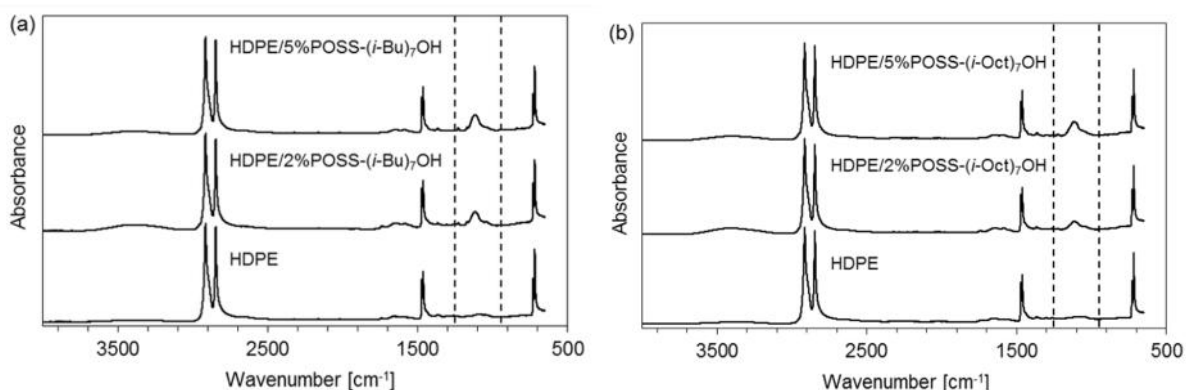 (a)
HDPE/5%POSS-(i-Bu)₇OH
HDPE/2%POSS-(i-Bu)₇OH
HDPE
Absorbance
3500 2500 1500 500
Wavenumber [cm⁻¹]
(b)
HDPE/5%POSS-(i-Oct)₇OH
HDPE/2%POSS-(i-Oct)₇OH
HDPE
Absorbance
3500 2500 1500 500
Wavenumber [cm⁻¹]